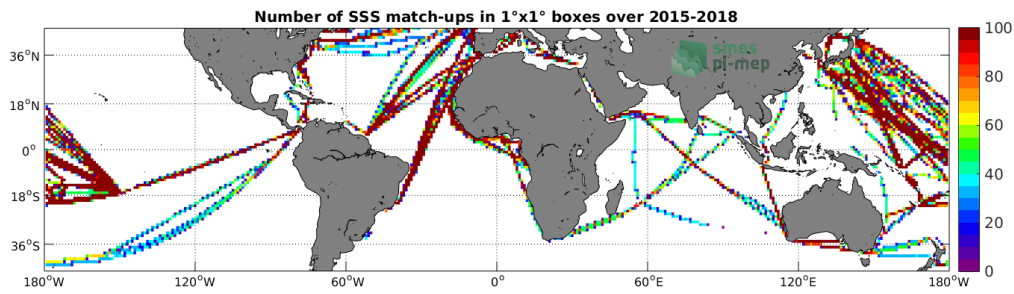 Number of SSS match-ups in 1°x1° boxes over 2015-2018
smos
pi-mep
36°N
18°N
0°
18°S
36°S
180°W
120°W
60°W
0°
60°E
120°E
180°W
100
80
60
40
20
0